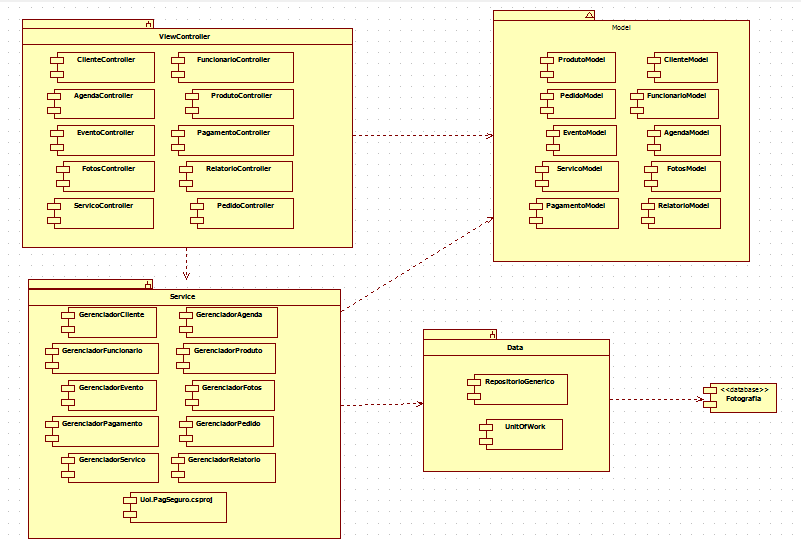 ViewController
ClienteController
FuncionarioController
AgendaController
ProdutoController
EventoController
PagamentoController
FotosController
RelatorioController
ServicoController
PedidoController
Model
ProdutoModel
ClienteModel
PedidoModel
FuncionarioModel
EventoModel
AgendaModel
ServicoModel
FotosModel
PagamentoModel
RelatorioModel
Service
GerenciadorCliente
GerenciadorAgenda
GerenciadorFuncionario
GerenciadorProduto
GerenciadorEvento
GerenciadorFotos
GerenciadorPagamento
GerenciadorPedido
GerenciadorServico
GerenciadorRelatorio
Uol.PagSeguro.csproj
Data
RepositorioGenerico
UnitOfWork
<<database>>
Fotografia